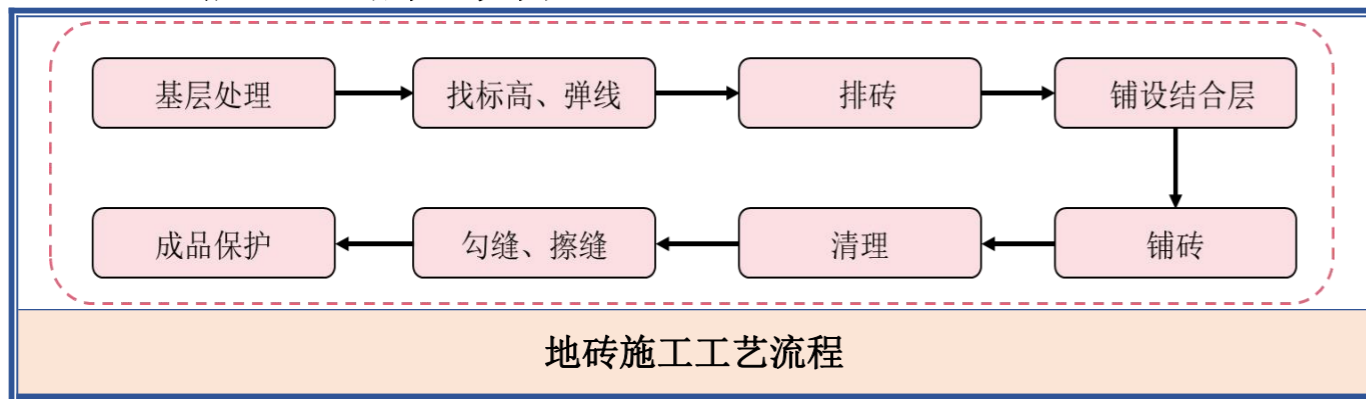 基层处理
找标高、弹线
排砖
铺设结合层
铺砖
清理
勾缝、擦缝
成品保护
地砖施工工艺流程